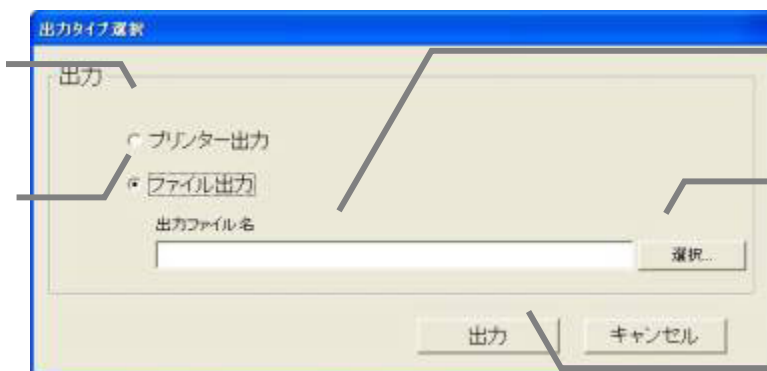 出力タイプ選択
出力
プリンター出力
ファイル出力
出力ファイル名
選択...
出力 キャンセル